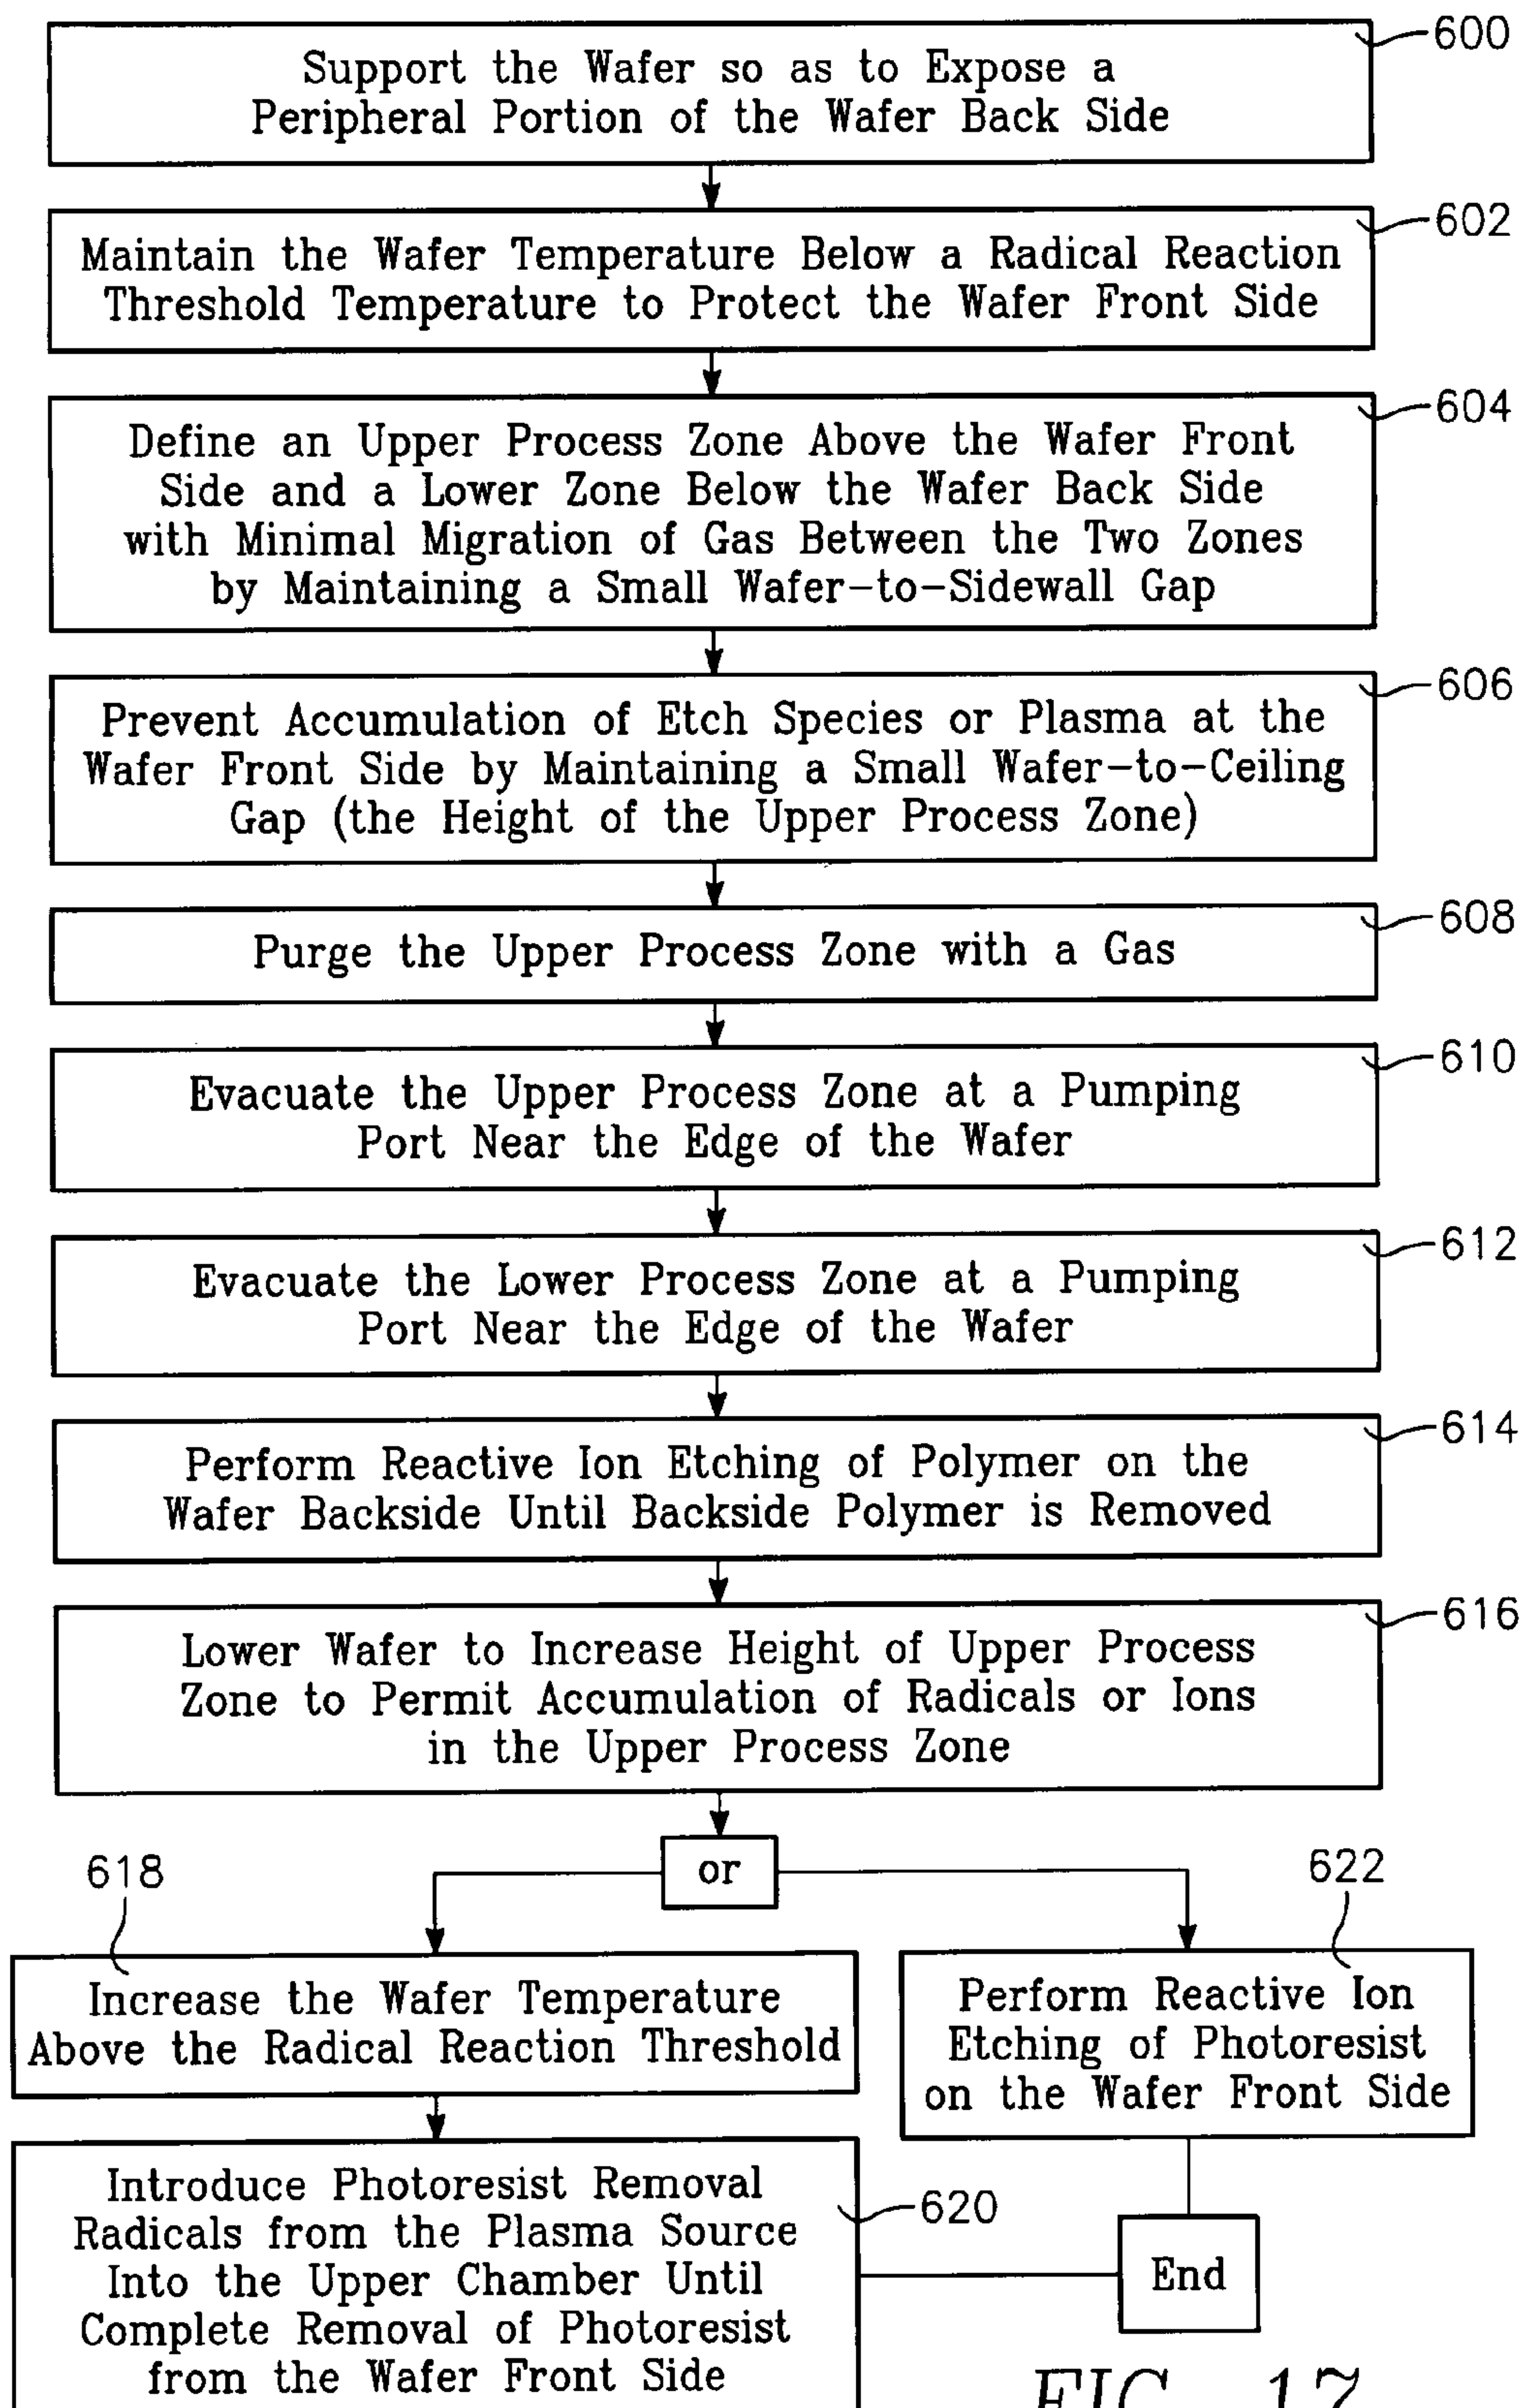 600
Support the Wafer so as to Expose a
Peripheral Portion of the Wafer Back Side
602
Maintain the Wafer Temperature Below a Radical Reaction
Threshold Temperature to Protect the Wafer Front Side
604
Define an Upper Process Zone Above the Wafer Front
Side and a Lower Zone Below the Wafer Back Side
with Minimal Migration of Gas Between the Two Zones
by Maintaining a Small Wafer-to-Sidewall Gap
606
Prevent Accumulation of Etch Species or Plasma at the
Wafer Front Side by Maintaining a Small Wafer-to-Ceiling
Gap (the Height of the Upper Process Zone)
608
Purge the Upper Process Zone with a Gas
610
Evacuate the Upper Process Zone at a Pumping
Port Near the Edge of the Wafer
612
Evacuate the Lower Process Zone at a Pumping
Port Near the Edge of the Wafer
614
Perform Reactive Ion Etching of Polymer on the
Wafer Backside Until Backside Polymer is Removed
616
Lower Wafer to Increase Height of Upper Process
Zone to Permit Accumulation of Radicals or Ions
in the Upper Process Zone
or
618
Increase the Wafer Temperature
Above the Radical Reaction Threshold
622
Perform Reactive Ion
Etching of Photoresist
on the Wafer Front Side
620
Introduce Photoresist Removal
Radicals from the Plasma Source
Into the Upper Chamber Until
Complete Removal of Photoresist
from the Wafer Front Side
End
FIG. 17